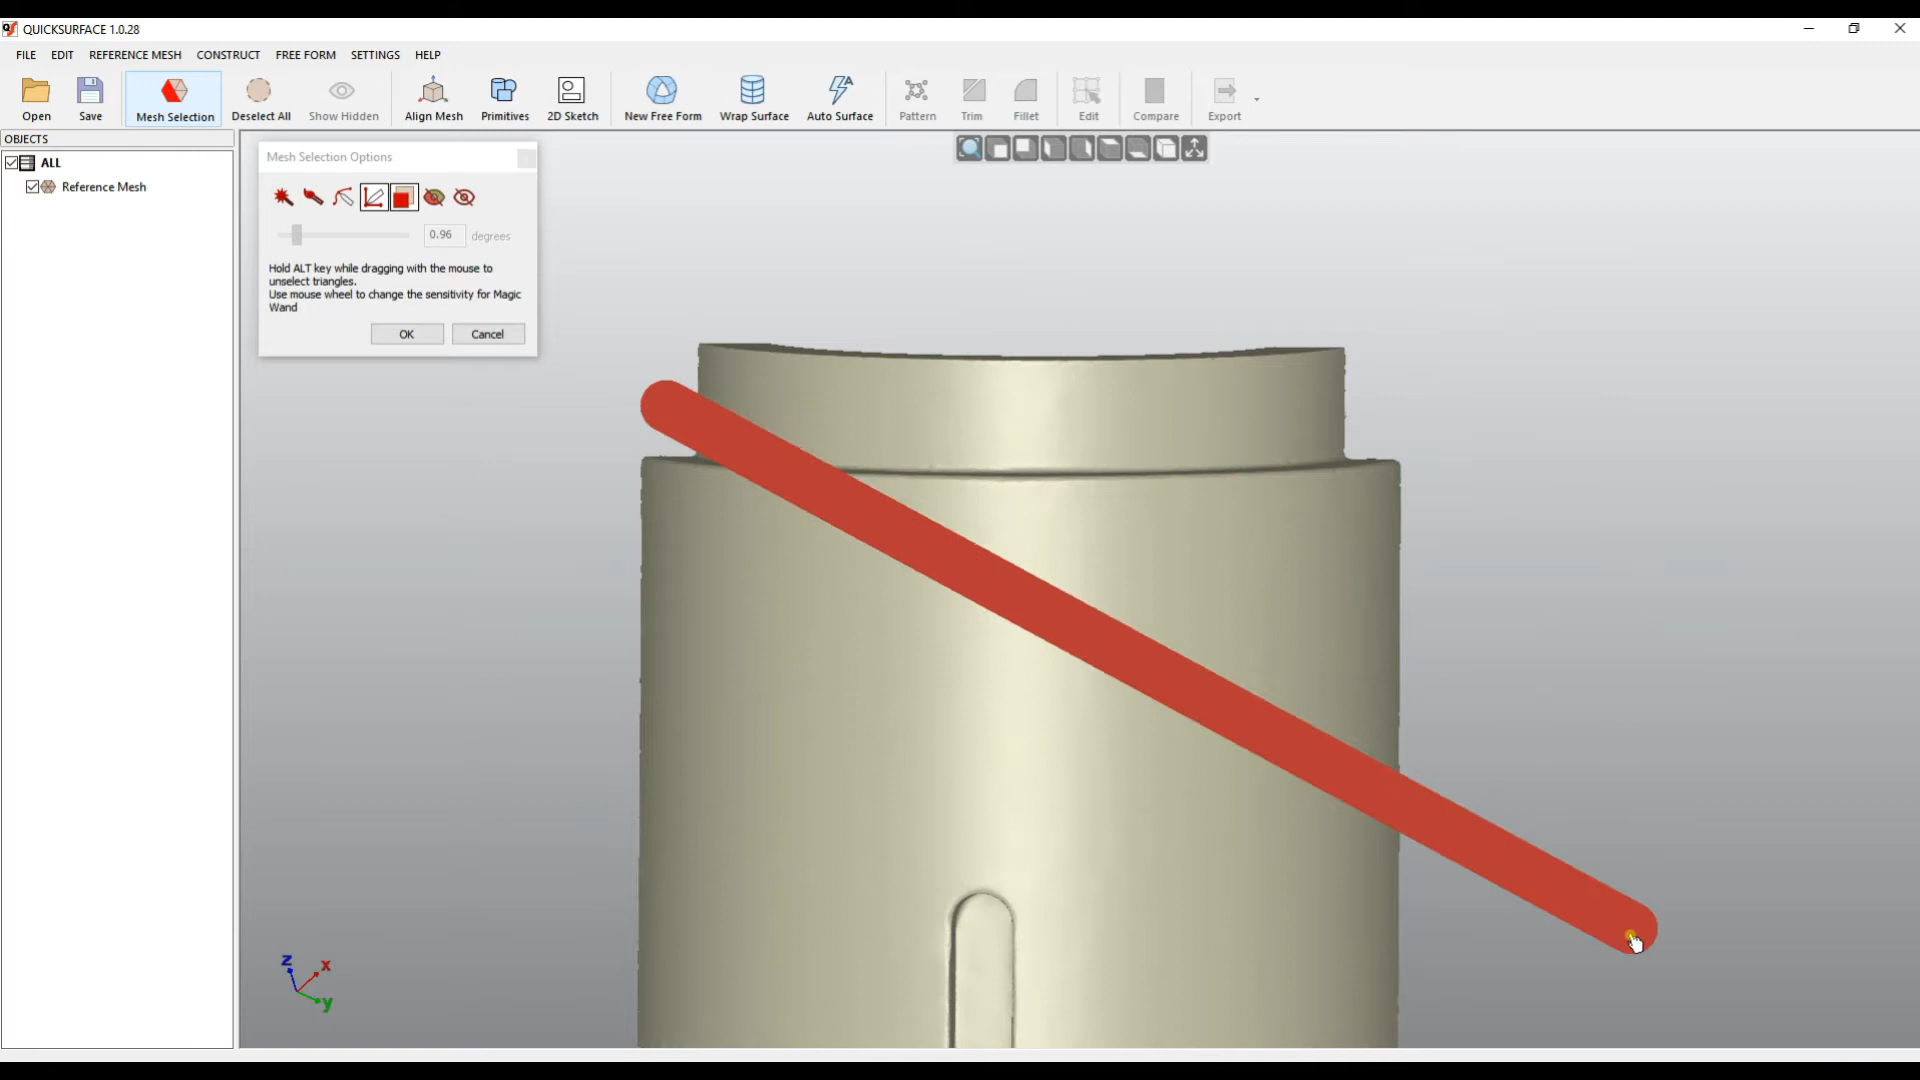 QUICKSURFACE 1.0.28
FILE EDIT REFERENCE MESH CONSTRUCT FREE FORM SETTINGS HELP
Open Save Mesh Selection Deselect All Show Hidden Align Mesh Primitives 2D Sketch New Free Form Wrap Surface Auto Surface Pattern Trim Fillet Edit Compare Export
OBJECTS
ALL
Reference Mesh
Mesh Selection Options
0.96 degrees
Hold ALT key while dragging with the mouse to
unselect triangles.
Use mouse wheel to change the sensitivity for Magic
Wand
OK Cancel
z x
y